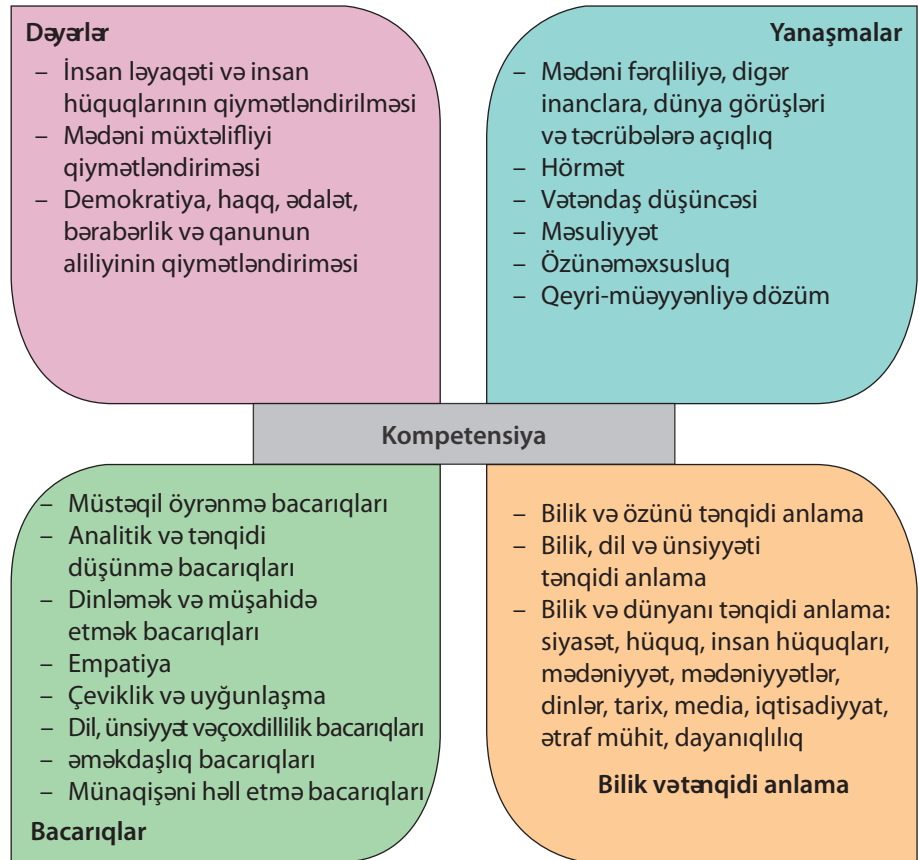 Dəyərlər
– İnsan ləyaqəti və insan
hüquqlarının qiymətləndirilməsi
– Mədəni müxtəlifliyi
qiymətləndiriməsi
– Demokratiya, haqq, ədalət,
bərabərlik və qanunun
aliliyinin qiymətləndiriməsi
Yanaşmalar
– Mədəni fərqliliyə, digər
inanclara, dünya görüşləri
və təcrübələrə açıqlıq
– Hörmət
– Vətəndaş düşüncəsi
– Məsuliyyət
– Özünəməxsusluq
– Qeyri-müəyyənliyə dözüm
Kompetensiya
– Müstəqil öyrənmə bacarıqları
– Analitik və tənqidi
düşünmə bacarıqları
– Dinləmək və müşahidə
etmək bacarıqları
– Empatiya
– Çeviklik və uyğunlaşma
– Dil, ünsiyyət vəçoxdillilik bacarıqları
– əməkdaşlıq bacarıqları
– Münaqişəni həll etmə bacarıqları
Bacarıqlar
– Bilik və özünü tənqidi anlama
– Bilik, dil və ünsiyyəti
tənqidi anlama
– Bilik və dünyanı tənqidi anlama:
siyasət, hüquq, insan hüquqları,
mədəniyyət, mədəniyyətlər,
dinlər, tarix, media, iqtisadiyyat,
ətraf mühit, dayanıqlılıq
Bilik vətənqidi anlama